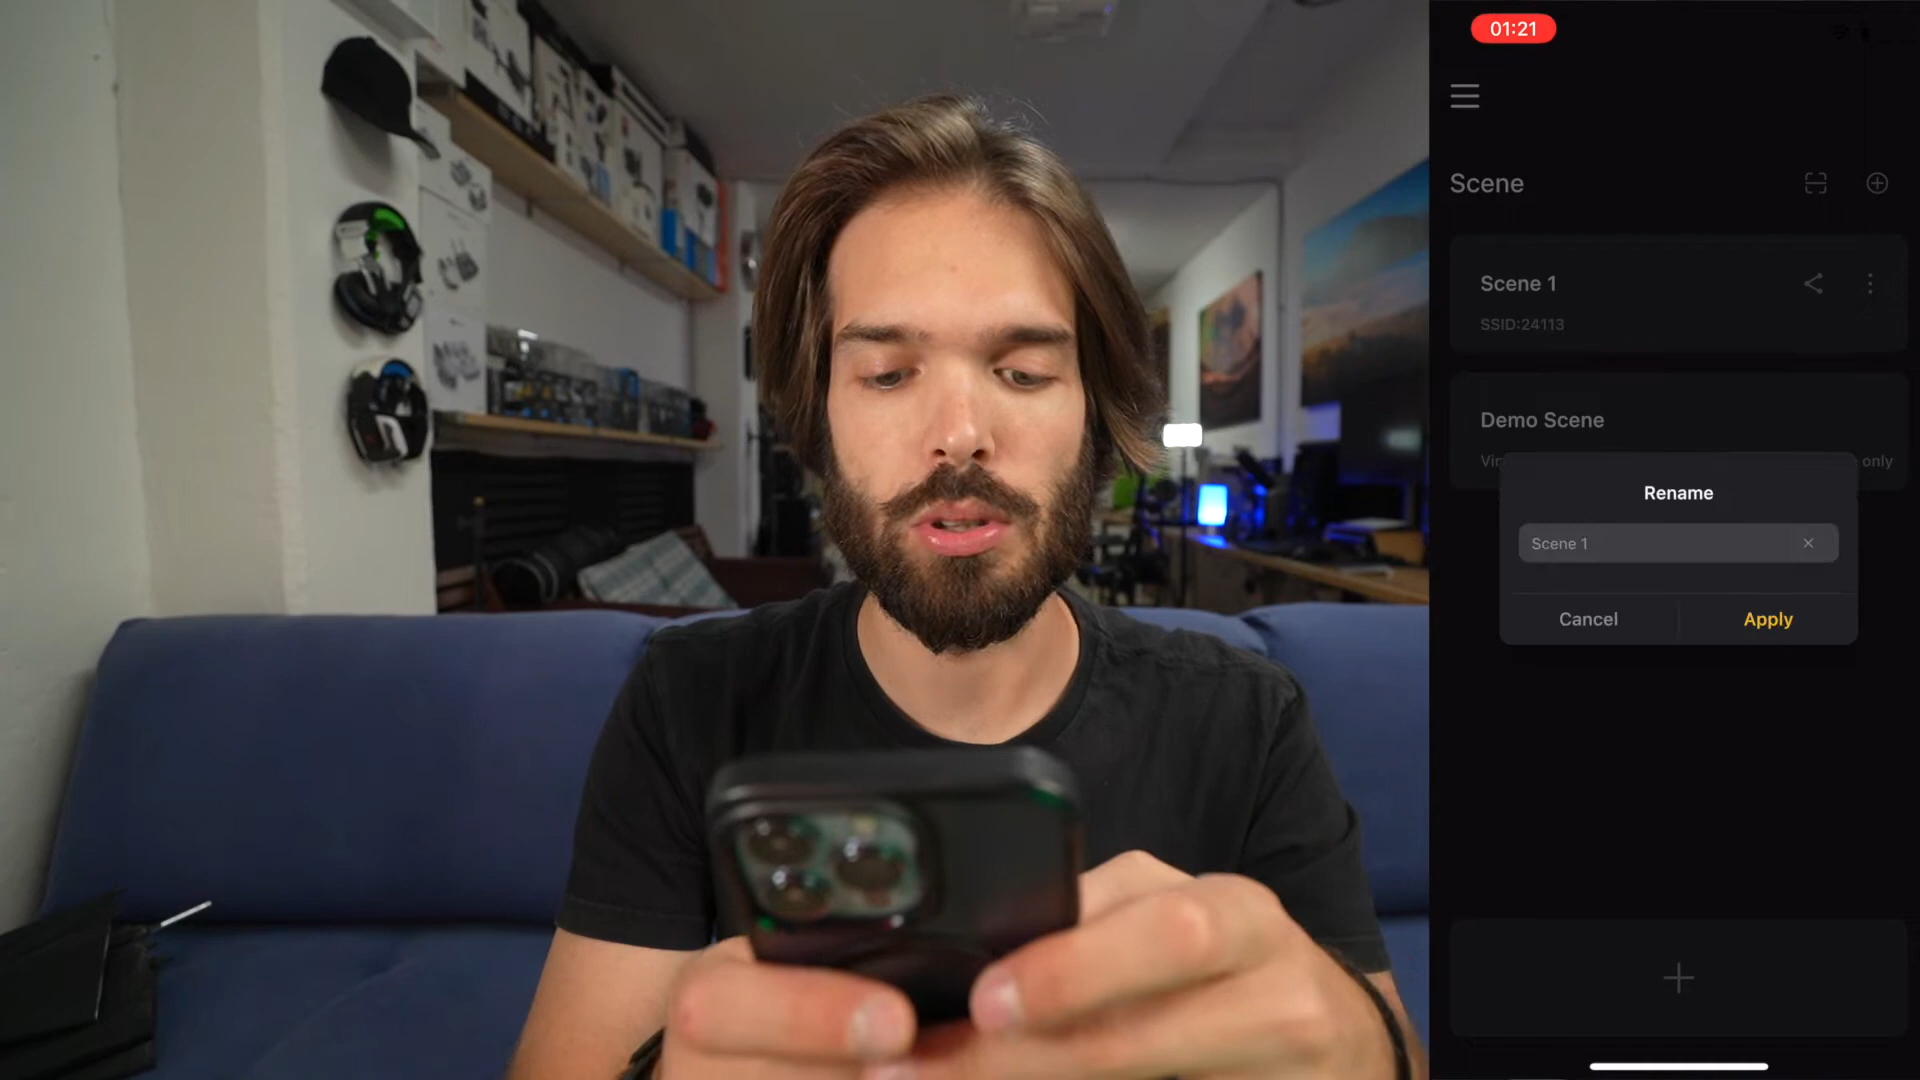 01:21
Scene
Scene 1
SSID:24113
Demo Scene
only
Rename
Scene 1
Cancel
Apply